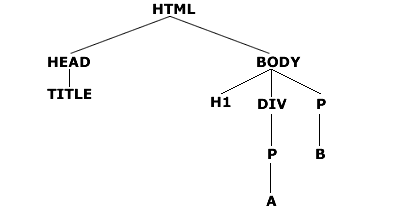 HTML
HEAD BODY
TITLE H1 DIV P
P B
A